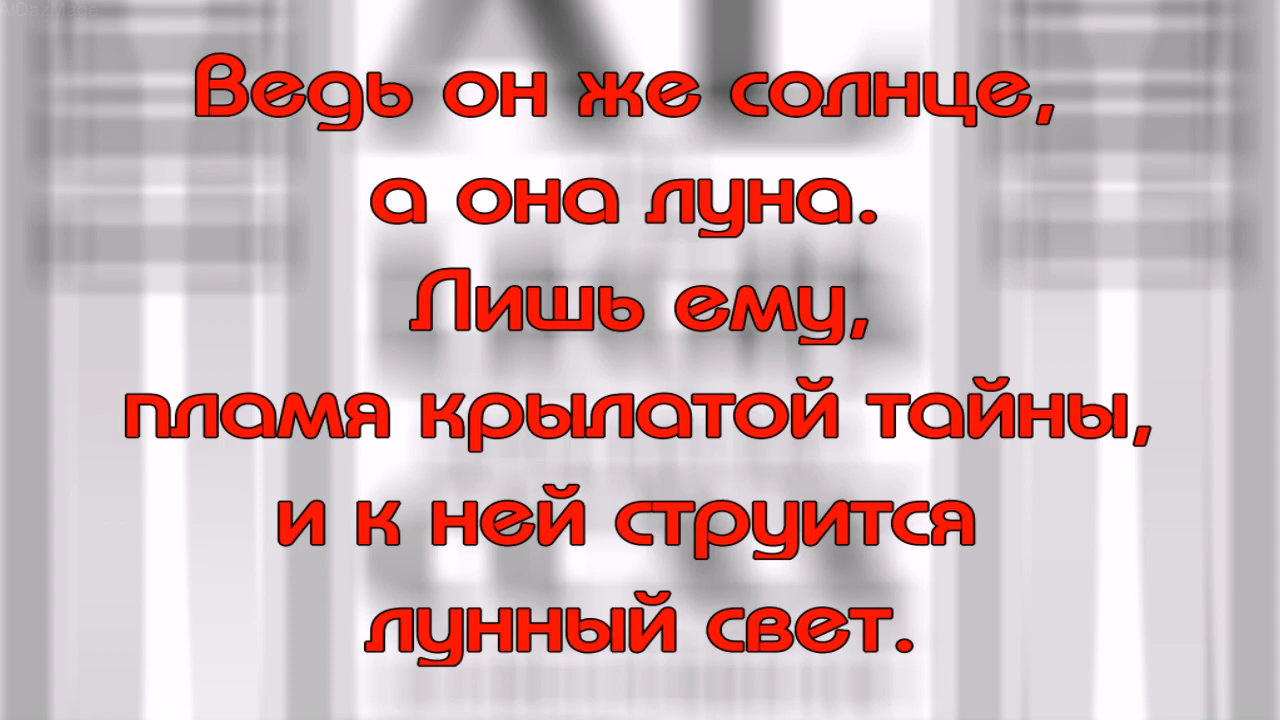 Ведь он же солнце,
а она луна.
Лишь ему,
пламя крылатой тайны,
и к ней струится
лунный свет.